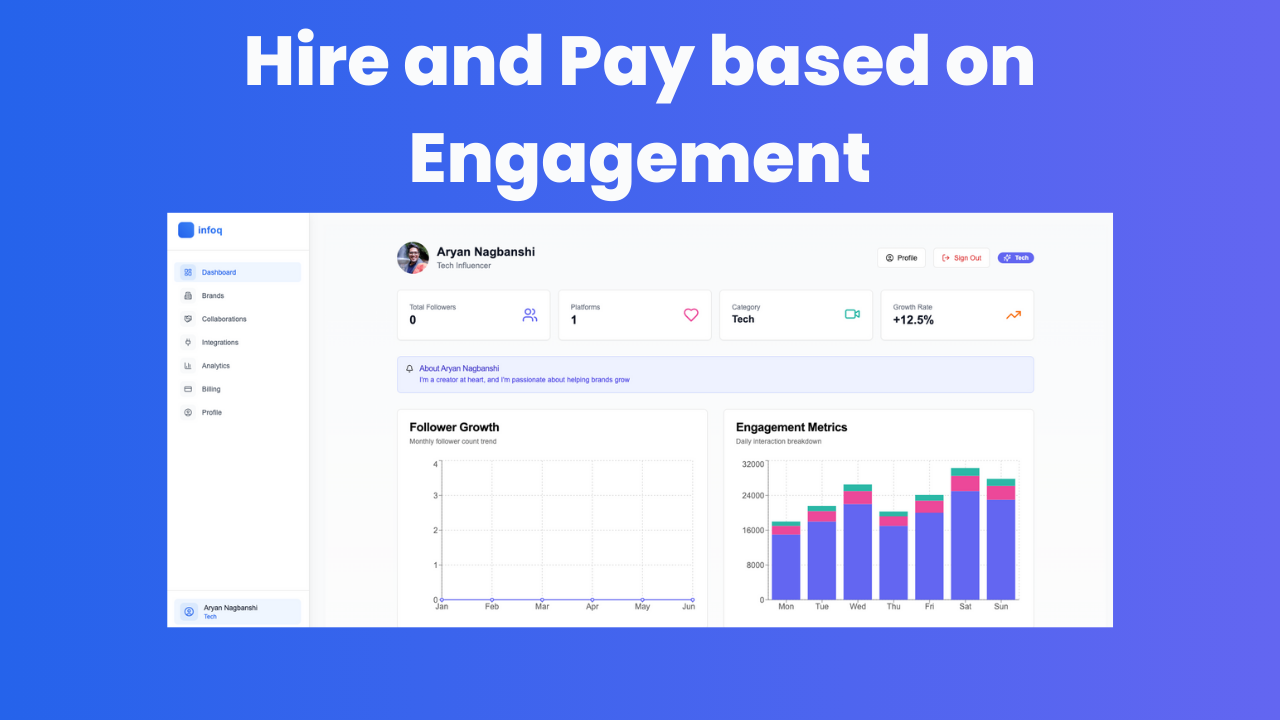 Hire and Pay based on
Engagement
infoq
Dashboard
Brands
Collaborations
Integrations
Analytics
Billing
Profile
Aryan Nagbanshi
Tech
Aryan Nagbanshi
Tech Influencer
Profile
Sign Out
Tech
Total Followers
0
Platforms
1
Category
Tech
Growth Rate
+12.5%
About Aryan Nagbanshi
I'm a creator at heart, and I'm passionate about helping brands grow
Follower Growth
Monthly follower count trend
4
3
2
1
0
Jan Feb Mar Apr May Jun
Engagement Metrics
Daily interaction breakdown
32000
24000
16000
8000
0
Mon Tue Wed Thu Fri Sat Sun